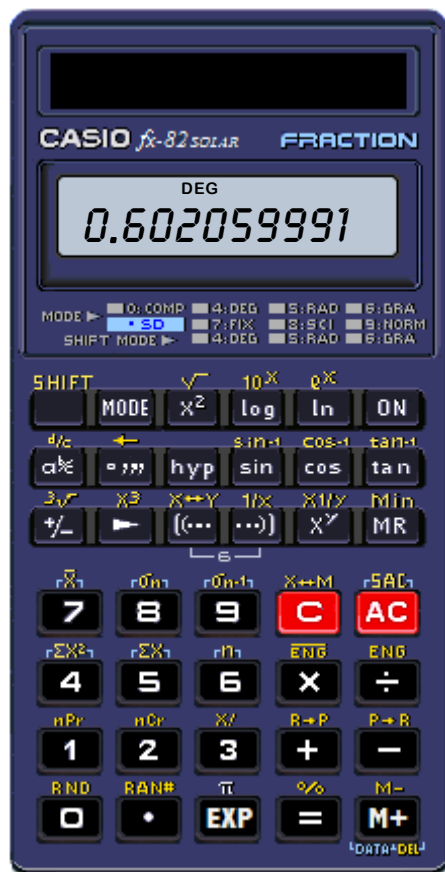 CASIO fx-82 SOLAR FRACTION
DEG
0.602059991
MODE ► 0: COMP 4:DEG 5:RAD 6:GRA
• SD 7:FIX 8:SCI 9:NORM
SHIFT MODE ► 4:DEG 5:RAD 6:GRA
SHIFT √ 10ˣ eˣ
MODE x² log ln ON
d/c ← sin-1 cos-1 tan-1
a b/c ° ’ ” hyp sin cos tan
³√ X³ X↔Y 1/x X1/y Min
+/− ► [(··· ···)] Xʸ MR
6
x̄ σn σn-1 X↔M SAC
7 8 9 C AC
Σx² Σx n ENG ENG
4 5 6 × ÷
nPr nCr X/ R→P P→R
1 2 3 + −
RND RAN# π % M−
0 • EXP = M+
DATA DEL